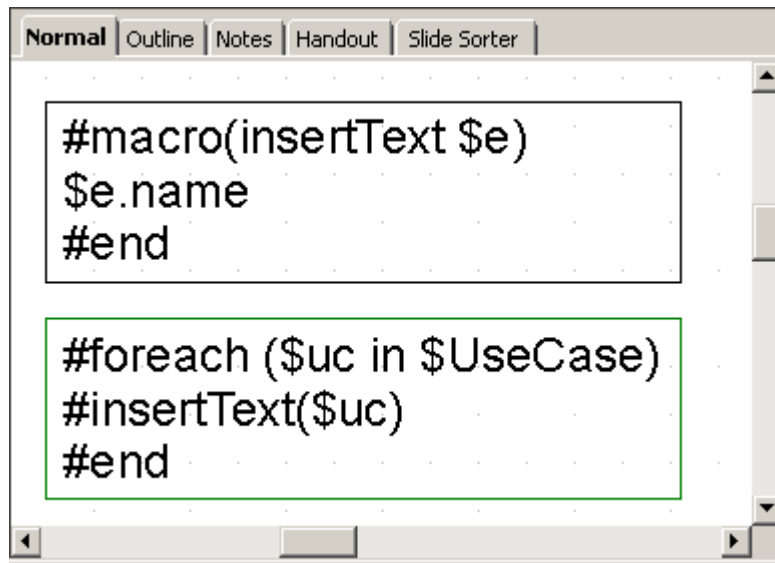 Normal Outline Notes Handout Slide Sorter
#macro(insertText $e)
$e.name
#end
#foreach ($uc in $UseCase)
#insertText($uc)
#end